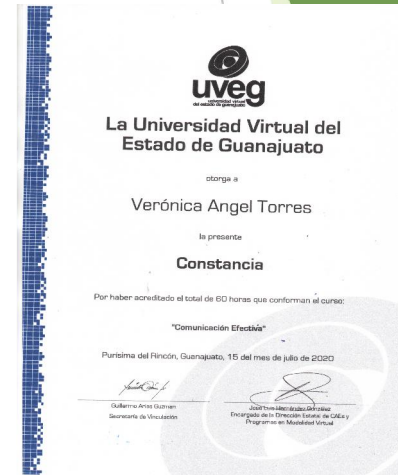 uveg
universidad virtual
del estado de guanajuato
La Universidad Virtual del
Estado de Guanajuato
otorga a
Verónica Angel Torres
la presente
Constancia
Por haber acreditado el total de 60 horas que conforman el curso:
"Comunicación Efectiva"
Purísima del Rincón, Guanajuato, 15 del mes de julio de 2020
Guillermo Arias Guzmán
Secretaría de Vinculación
José Luis Hernández González
Encargado de la Dirección Estatal de CAEs y
Programas en Modalidad Virtual